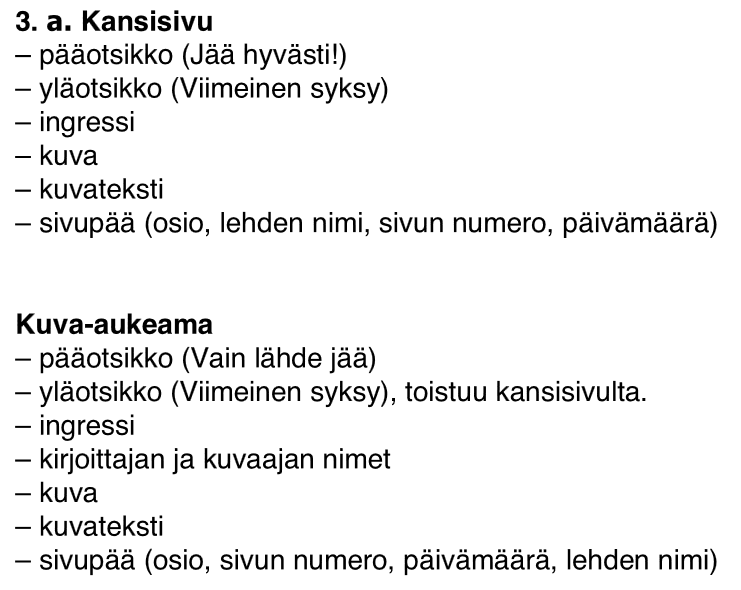 3. a. Kansisivu
– pääotsikko (Jää hyvästi!)
– yläotsikko (Viimeinen syksy)
– ingressi
– kuva
– kuvateksti
– sivupää (osio, lehden nimi, sivun numero, päivämäärä)
Kuva-aukeama
– pääotsikko (Vain lähde jää)
– yläotsikko (Viimeinen syksy), toistuu kansisivulta.
– ingressi
– kirjoittajan ja kuvaajan nimet
– kuva
– kuvateksti
– sivupää (osio, sivun numero, päivämäärä, lehden nimi)